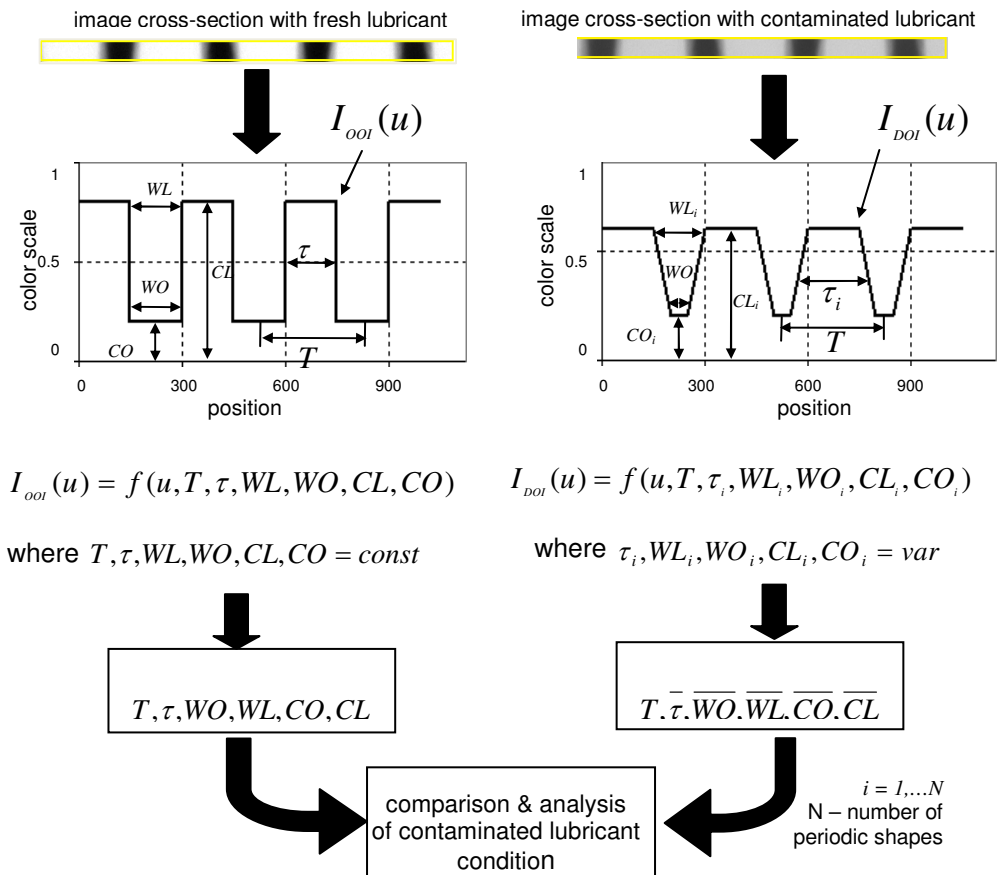 image cross-section with fresh lubricant
I_OOI (u)
1
0.5
0
color scale
WL
WO
CO
CL
τ
T
0 300 600 900
position
I_OOI (u) = f(u,T,τ,WL,WO,CL,CO)
where T,τ,WL,WO,CL,CO = const
T,τ,WO,WL,CO,CL
image cross-section with contaminated lubricant
I_DOI (u)
1
0.5
0
color scale
WL_i
WO
CO_i
CL_i
τ_i
T
0 300 600 900
position
I_DOI (u) = f(u,T,τ_i,WL_i,WO_i,CL_i,CO_i)
where τ_i,WL_i,WO_i,CL_i,CO_i = var
T.τ̅.W̅O̅.W̅L̅.C̅O̅.C̅L̅
comparison & analysis
of contaminated lubricant
condition
i = 1,...N
N – number of
periodic shapes